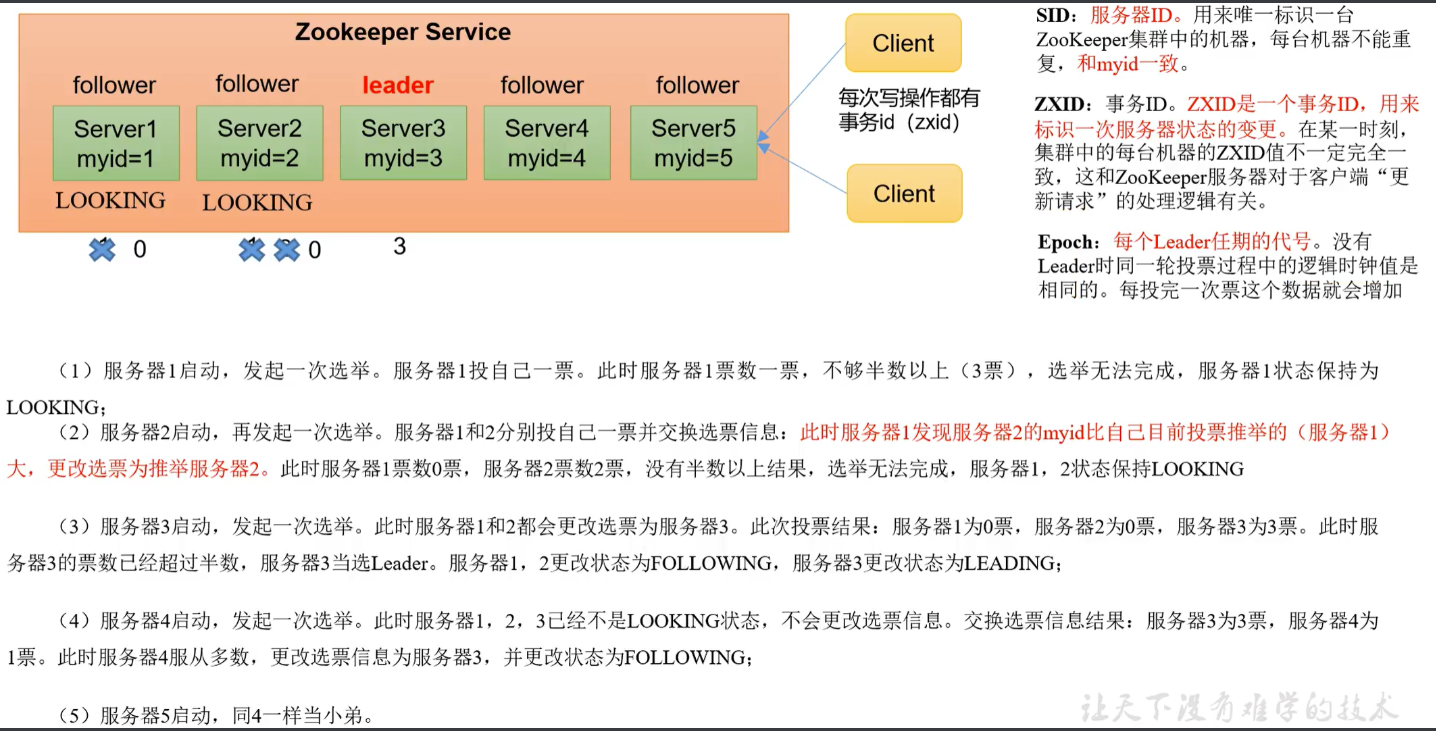 Zookeeper Service
follower
follower
leader
follower
follower
Server1
myid=1
Server2
myid=2
Server3
myid=3
Server4
myid=4
Server5
myid=5
LOOKING
LOOKING
0
0
3
Client
每次写操作都有
事务id（zxid）
Client
SID：服务器ID。用来唯一标识一台
ZooKeeper集群中的机器，每台机器不能重
复，和myid一致。
ZXID：事务ID。ZXID是一个事务ID，用来
标识一次服务器状态的变更。在某一时刻，
集群中的每台机器的ZXID值不一定完全一
致，这和ZooKeeper服务器对于客户端“更
新请求”的处理逻辑有关。
Epoch：每个Leader任期的代号。没有
Leader时同一轮投票过程中的逻辑时钟值是
相同的。每投完一次票这个数据就会增加
（1）服务器1启动，发起一次选举。服务器1投自己一票。此时服务器1票数一票，不够半数以上（3票），选举无法完成，服务器1状态保持为
LOOKING；
（2）服务器2启动，再发起一次选举。服务器1和2分别投自己一票并交换选票信息：此时服务器1发现服务器2的myid比自己目前投票推举的（服务器1）
大，更改选票为推举服务器2。此时服务器1票数0票，服务器2票数2票，没有半数以上结果，选举无法完成，服务器1，2状态保持LOOKING
（3）服务器3启动，发起一次选举。此时服务器1和2都会更改选票为服务器3。此次投票结果：服务器1为0票，服务器2为0票，服务器3为3票。此时服
务器3的票数已经超过半数，服务器3当选Leader。服务器1，2更改状态为FOLLOWING，服务器3更改状态为LEADING；
（4）服务器4启动，发起一次选举。此时服务器1，2，3已经不是LOOKING状态，不会更改选票信息。交换选票信息结果：服务器3为3票，服务器4为
1票。此时服务器4服从多数，更改选票信息为服务器3，并更改状态为FOLLOWING；
（5）服务器5启动，同4一样当小弟。
让天下没有难学的技术